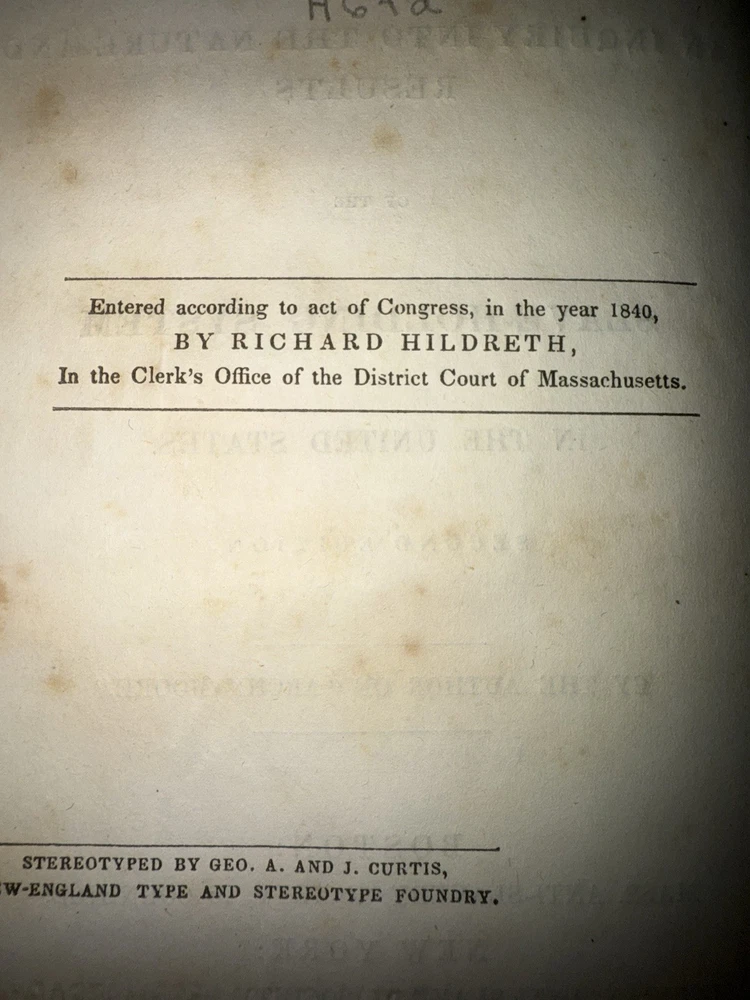 Entered according to act of Congress, in the year 1840,
BY RICHARD HILDRETH,
In the Clerk's Office of the District Court of Massachusetts.
STEREOTYPED BY GEO. A. AND J. CURTIS,
W-ENGLAND TYPE AND STEREOTYPE FOUNDRY.